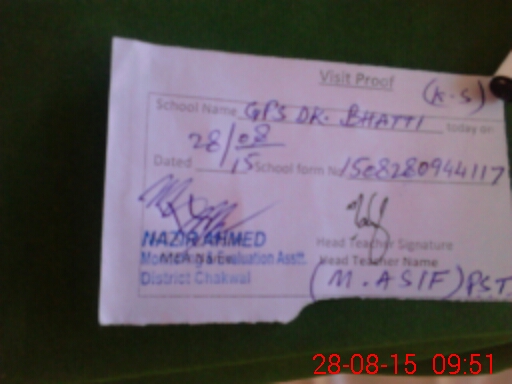 Visit Proof
(K.S)
School Name GPS DR. BHATTI today on
Dated 28/08/15 School form No 1508280944117
NAZIR AHMED
Monitoring & Evaluation Asstt.
District Chakwal
Head Teacher Signature
Head Teacher Name
(M. ASIF) PST
28-08-15 09:51